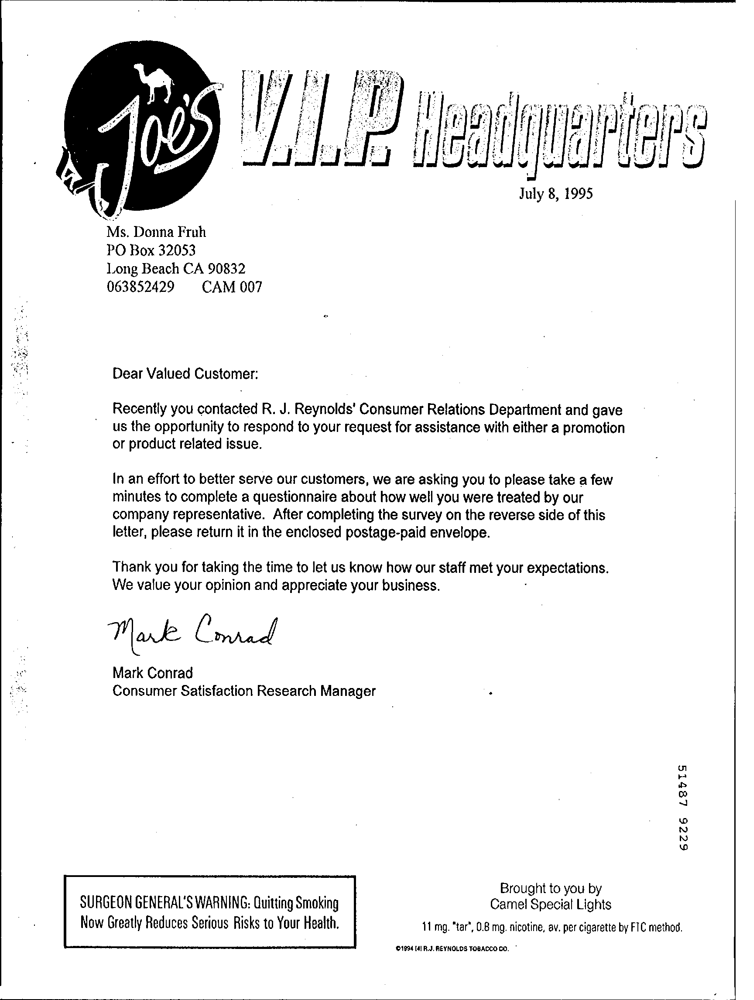 Joe's V.I.P. Headquarters
July 8, 1995
Ms. Donna Fruh
PO Box 32053
Long Beach CA 90832
063852429 CAM 007
Dear Valued Customer:
Recently you contacted R. J. Reynolds' Consumer Relations Department and gave
us the opportunity to respond to your request for assistance with either a promotion
or product related issue.
In an effort to better serve our customers, we are asking you to please take a few
minutes to complete a questionnaire about how well you were treated by our
company representative. After completing the survey on the reverse side of this
letter, please return it in the enclosed postage-paid envelope.
Thank you for taking the time to let us know how our staff met your expectations.
We value your opinion and appreciate your business.
Mark Conrad
Mark Conrad
Consumer Satisfaction Research Manager
51487 9229
SURGEON GENERAL'S WARNING: Quitting Smoking
Now Greatly Reduces Serious Risks to Your Health.
Brought to you by
Camel Special Lights
11 mg. "tar", 0.8 mg. nicotine, av. per cigarette by FTC method.
©1994 [4] R.J. REYNOLDS TOBACCO CO.